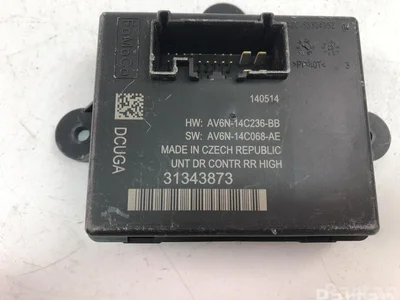 FoMoCo
140514
HW: AV6N-14C236-BB
SW: AV6N-14C068-AE
MADE IN CZECH REPUBLIC
UNT DR CONTR RR HIGH
31343873
DCUGA